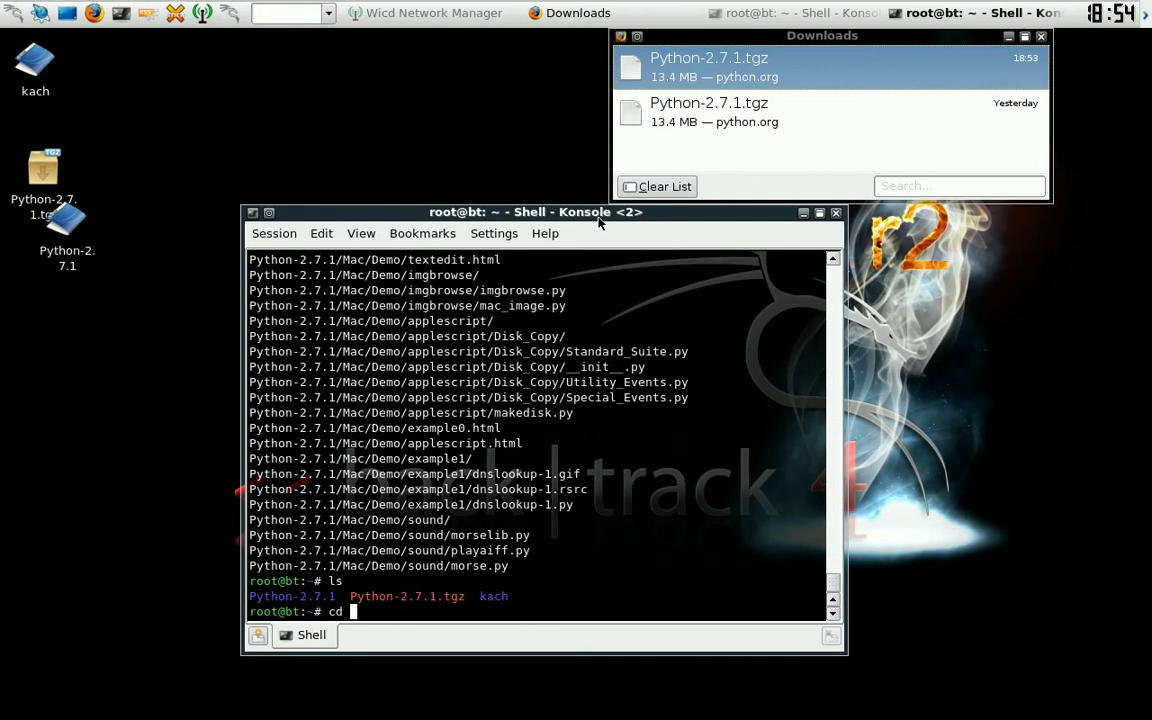 Wicd Network Manager
Downloads
root@bt: ~ - Shell - Konso
root@bt: ~ - Shell - Kon
18:54
kach
Python-2.7.
1.tg
Python-2.
7.1
Downloads
Python-2.7.1.tgz
18:53
13.4 MB — python.org
Python-2.7.1.tgz
Yesterday
13.4 MB — python.org
Clear List
Search...
r2
root@bt: ~ - Shell - Konsole <2>
Session Edit View Bookmarks Settings Help
Python-2.7.1/Mac/Demo/textedit.html
Python-2.7.1/Mac/Demo/imgbrowse/
Python-2.7.1/Mac/Demo/imgbrowse/imgbrowse.py
Python-2.7.1/Mac/Demo/imgbrowse/mac_image.py
Python-2.7.1/Mac/Demo/applescript/
Python-2.7.1/Mac/Demo/applescript/Disk_Copy/
Python-2.7.1/Mac/Demo/applescript/Disk_Copy/Standard_Suite.py
Python-2.7.1/Mac/Demo/applescript/Disk_Copy/__init__.py
Python-2.7.1/Mac/Demo/applescript/Disk_Copy/Utility_Events.py
Python-2.7.1/Mac/Demo/applescript/Disk_Copy/Special_Events.py
Python-2.7.1/Mac/Demo/applescript/makedisk.py
Python-2.7.1/Mac/Demo/example0.html
Python-2.7.1/Mac/Demo/applescript.html
Python-2.7.1/Mac/Demo/example1/
Python-2.7.1/Mac/Demo/example1/dnslookup-1.gif
Python-2.7.1/Mac/Demo/example1/dnslookup-1.rsrc
Python-2.7.1/Mac/Demo/example1/dnslookup-1.py
Python-2.7.1/Mac/Demo/sound/
Python-2.7.1/Mac/Demo/sound/morselib.py
Python-2.7.1/Mac/Demo/sound/playaiff.py
Python-2.7.1/Mac/Demo/sound/morse.py
root@bt:~# ls
Python-2.7.1 Python-2.7.1.tgz kach
root@bt:~# cd
back|track 4
Shell